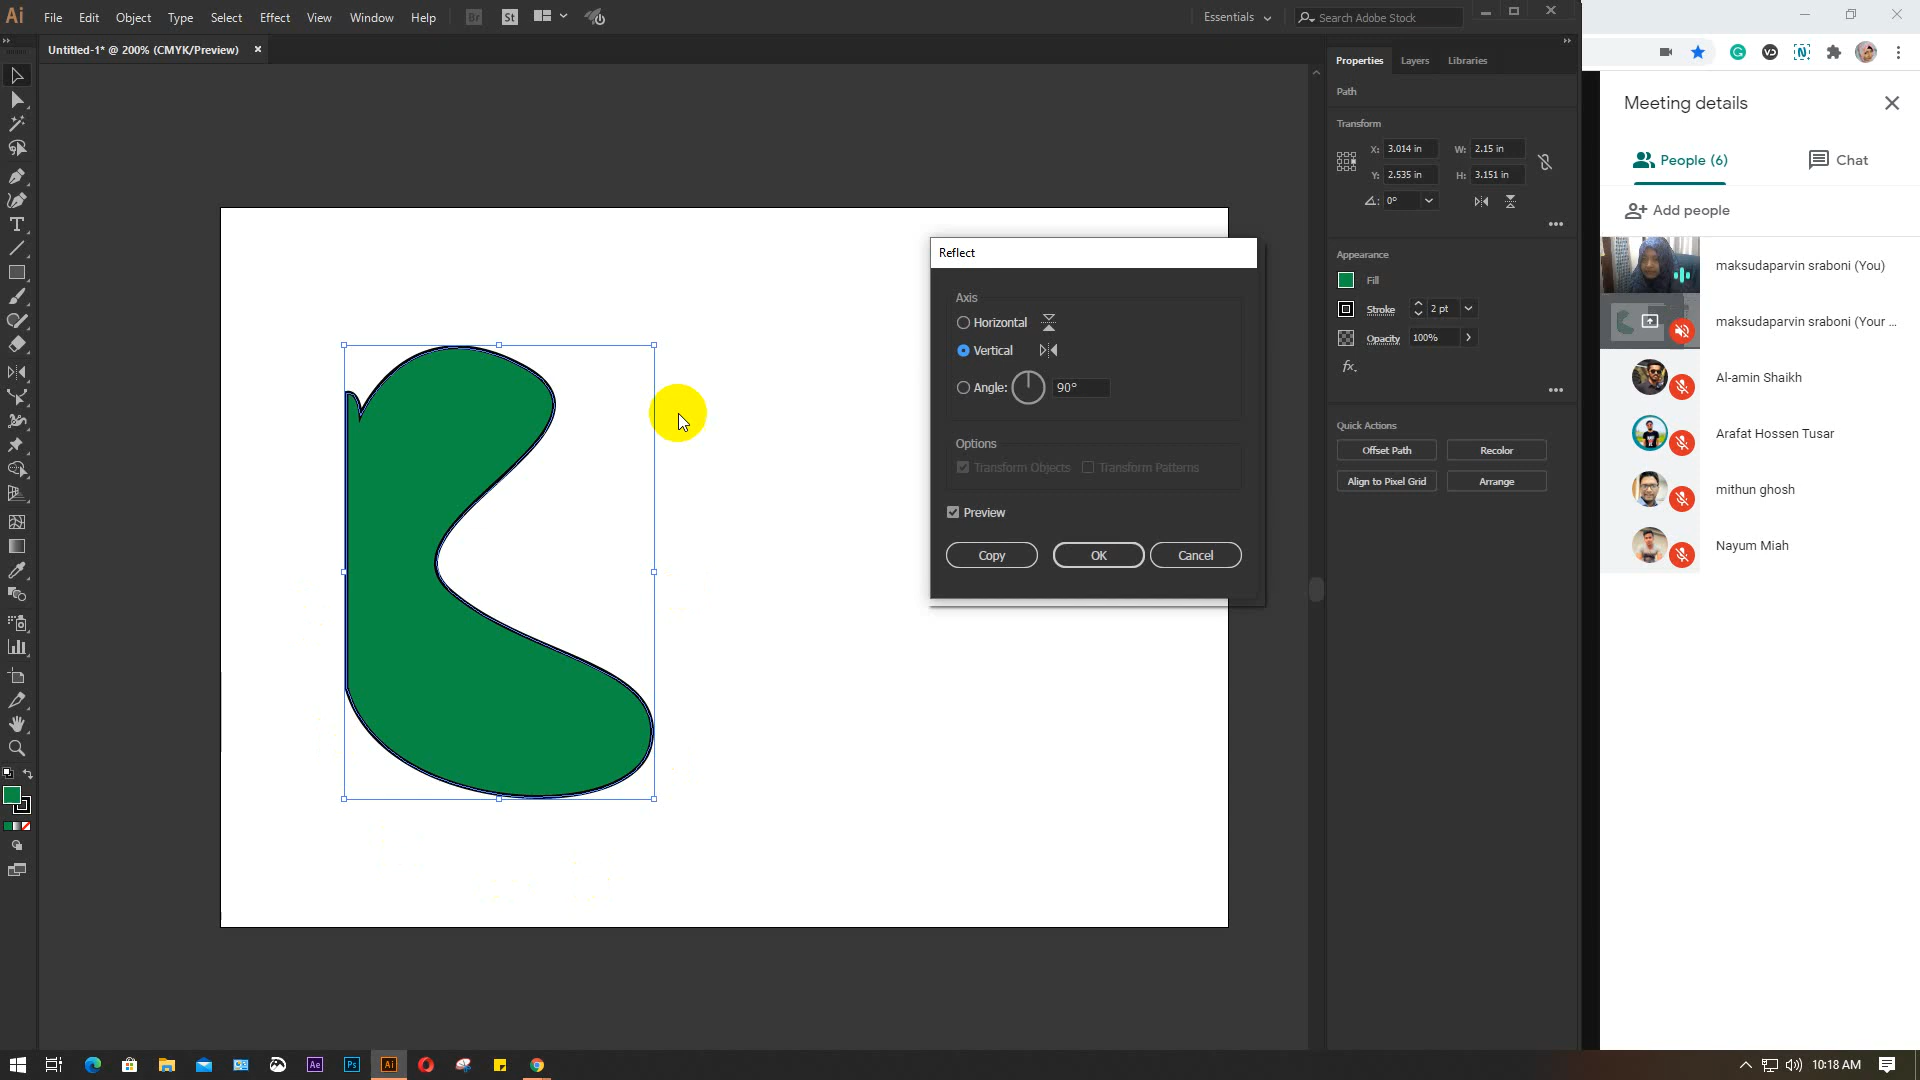 Ai File Edit Object Type Select Effect View Window Help Br St Essentials Search Adobe Stock
Untitled-1* @ 200% (CMYK/Preview) ×
Properties Layers Libraries
Path
Transform
X: 3.014 in W: 2.15 in
Y: 2.535 in H: 3.151 in
0°
Appearance
Fill
Stroke 2 pt
Opacity 100%
fx.
Quick Actions
Offset Path Recolor
Align to Pixel Grid Arrange
Reflect
Axis
Horizontal
Vertical
Angle: 90°
Options
Transform Objects Transform Patterns
Preview
Copy OK Cancel
Meeting details
People (6) Chat
Add people
maksudaparvin sraboni (You)
maksudaparvin sraboni (Your ...
Al-amin Shaikh
Arafat Hossen Tusar
mithun ghosh
Nayum Miah
Ae Ps Ai
10:18 AM